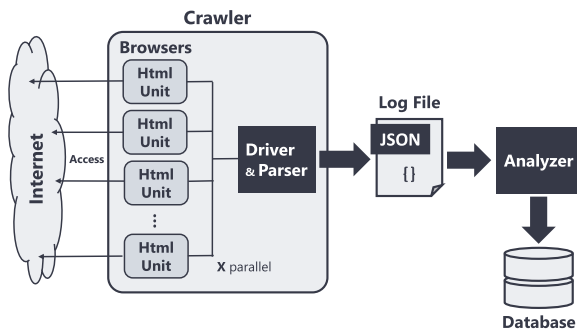 Crawler
Browsers
Html
Unit
Html
Unit
Html
Unit
Html
Unit
Internet
Access
Driver
& Parser
X parallel
Log File
JSON
{ }
Analyzer
Database